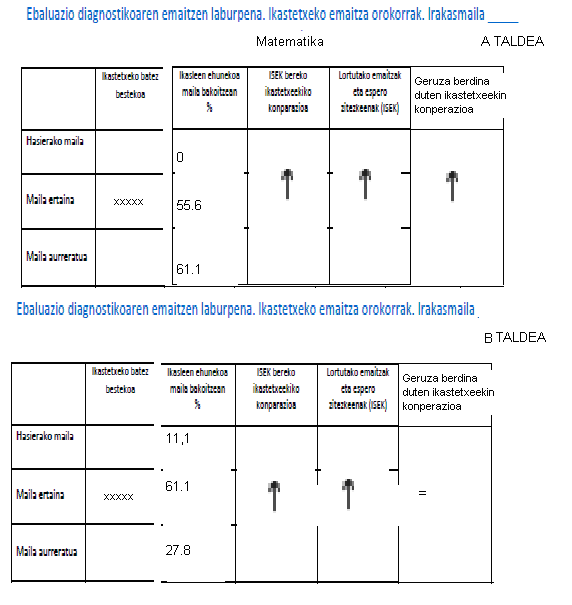 Ebaluazio diagnostikoaren emaitzen laburpena. Ikastetxeko emaitza orokorrak. Irakasmaila _____
Matematika A TALDEA
Ikastetxeko batez bestekoa
Ikasleen ehunekoa maila bakoitzean %
ISEK bereko ikastetxeekiko konparazioa
Lortutako emaitzak eta espero zitezkeenak (ISEK)
Geruza berdina duten ikastetxeekin konperazioa
Hasierako maila 0
Maila ertaina xxxxx 55.6
Maila aurreratua 61.1
Ebaluazio diagnostikoaren emaitzen laburpena. Ikastetxeko emaitza orokorrak. Irakasmaila
B TALDEA
Ikastetxeko batez bestekoa
Ikasleen ehunekoa maila bakoitzean %
ISEK bereko ikastetxeekiko konparazioa
Lortutako emaitzak eta espero zitezkeenak (ISEK)
Geruza berdina duten ikastetxeekin konperazioa
Hasierako maila 11,1
Maila ertaina xxxxx 61.1 =
Maila aurreratua 27.8